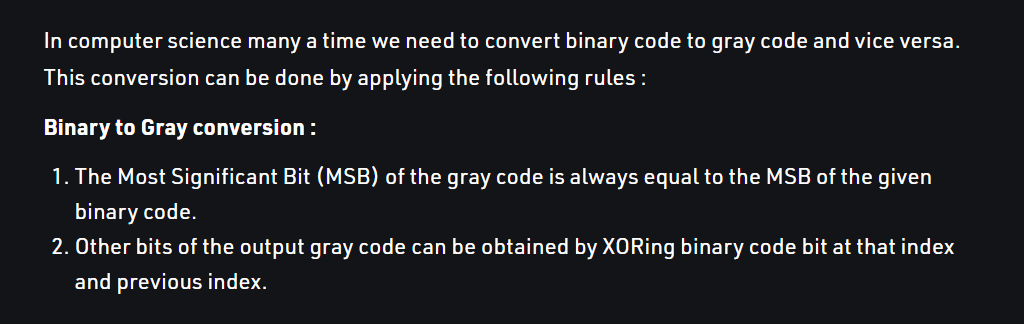 In computer science many a time we need to convert binary code to gray code and vice versa.
This conversion can be done by applying the following rules :
Binary to Gray conversion :
1. The Most Significant Bit (MSB) of the gray code is always equal to the MSB of the given
binary code.
2. Other bits of the output gray code can be obtained by XORing binary code bit at that index
and previous index.